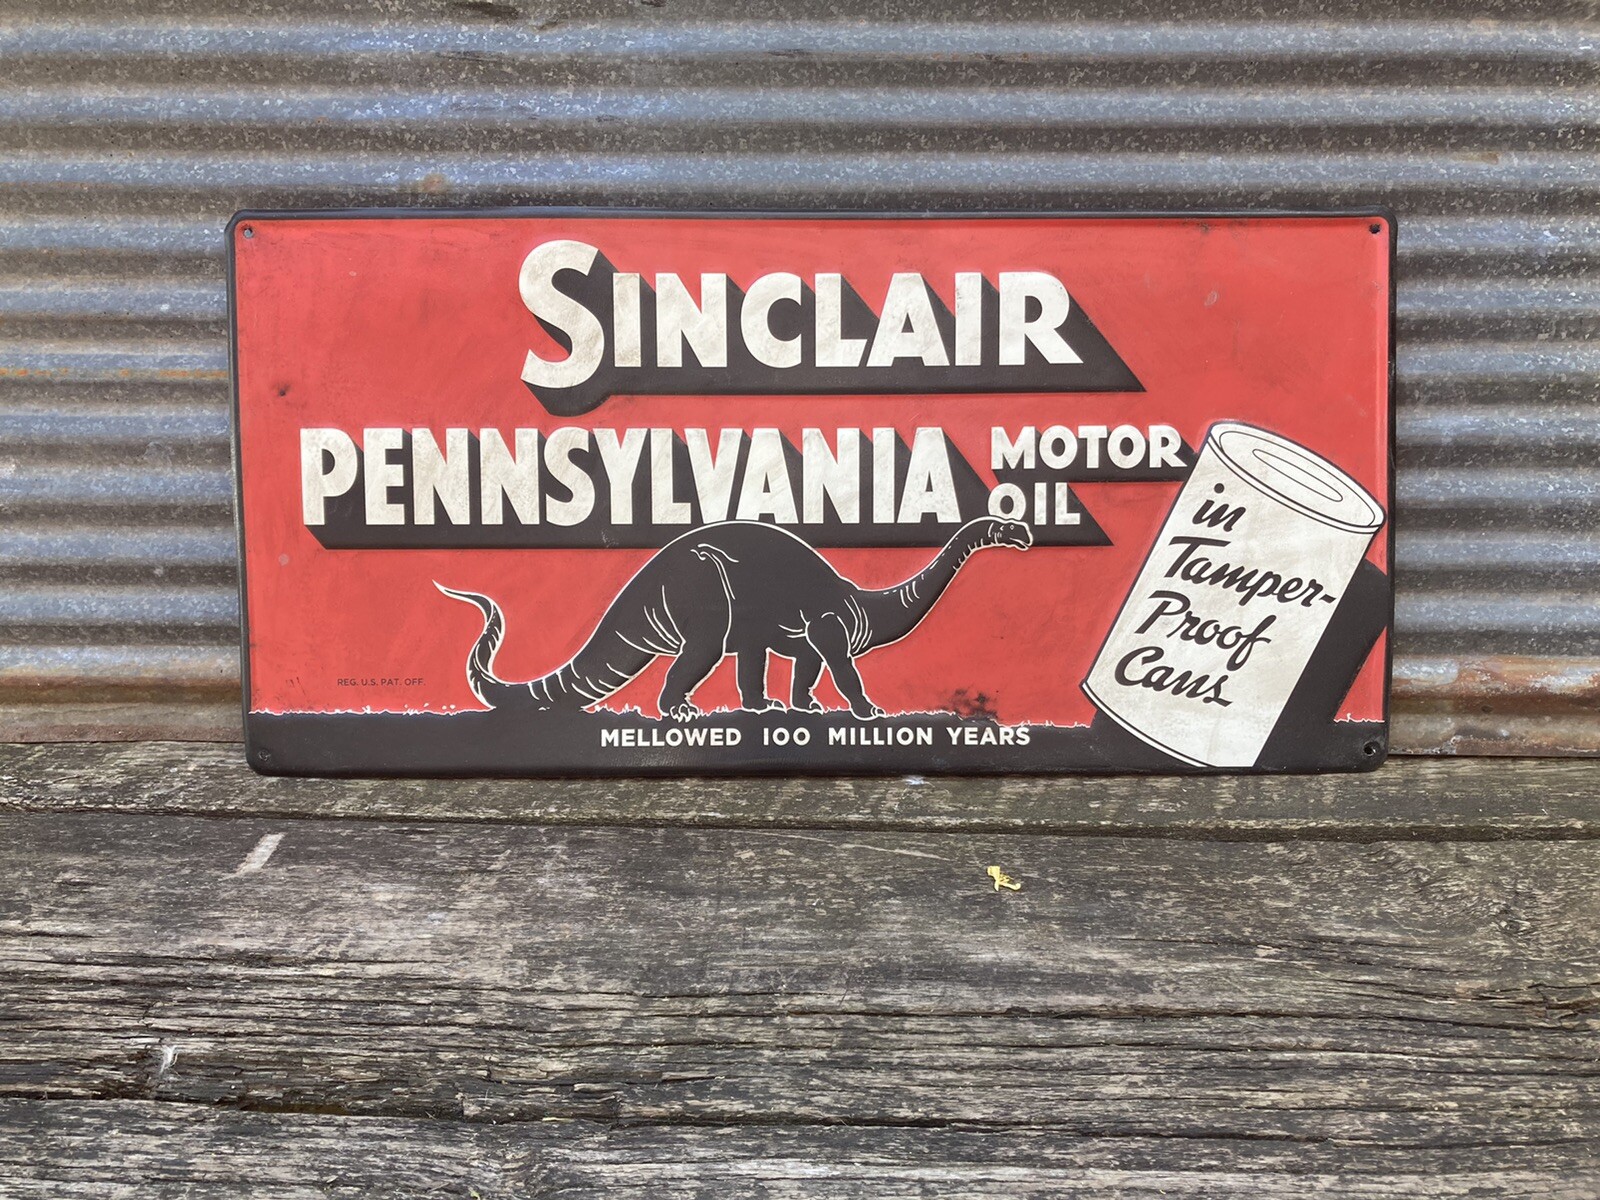 SINCLAIR
PENNSYLVANIA MOTOR
OIL
in
Tamper-
Proof
Cans
REG. U.S. PAT. OFF.
MELLOWED 100 MILLION YEARS